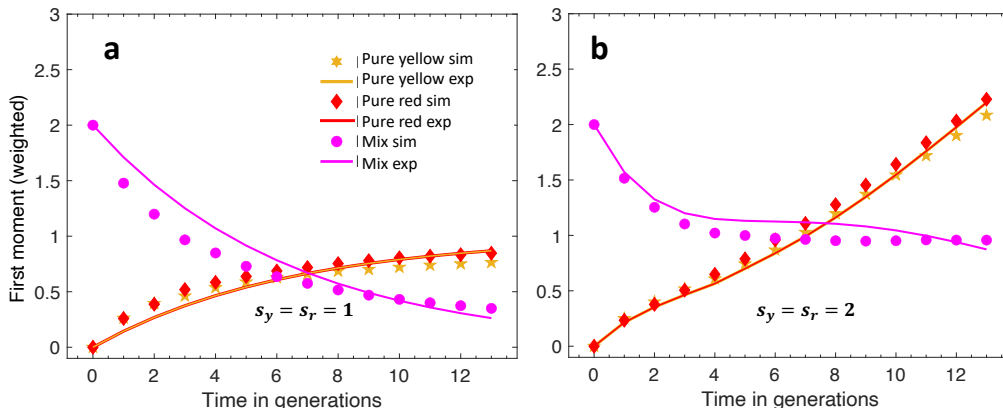 a
3
2.5
2
1.5
1
0.5
0
First moment (weighted)
Pure yellow sim
Pure yellow exp
Pure red sim
Pure red exp
Mix sim
Mix exp
s_y = s_r = 1
0 2 4 6 8 10 12
Time in generations
b
3
2.5
2
1.5
1
0.5
0
s_y = s_r = 2
0 2 4 6 8 10 12
Time in generations